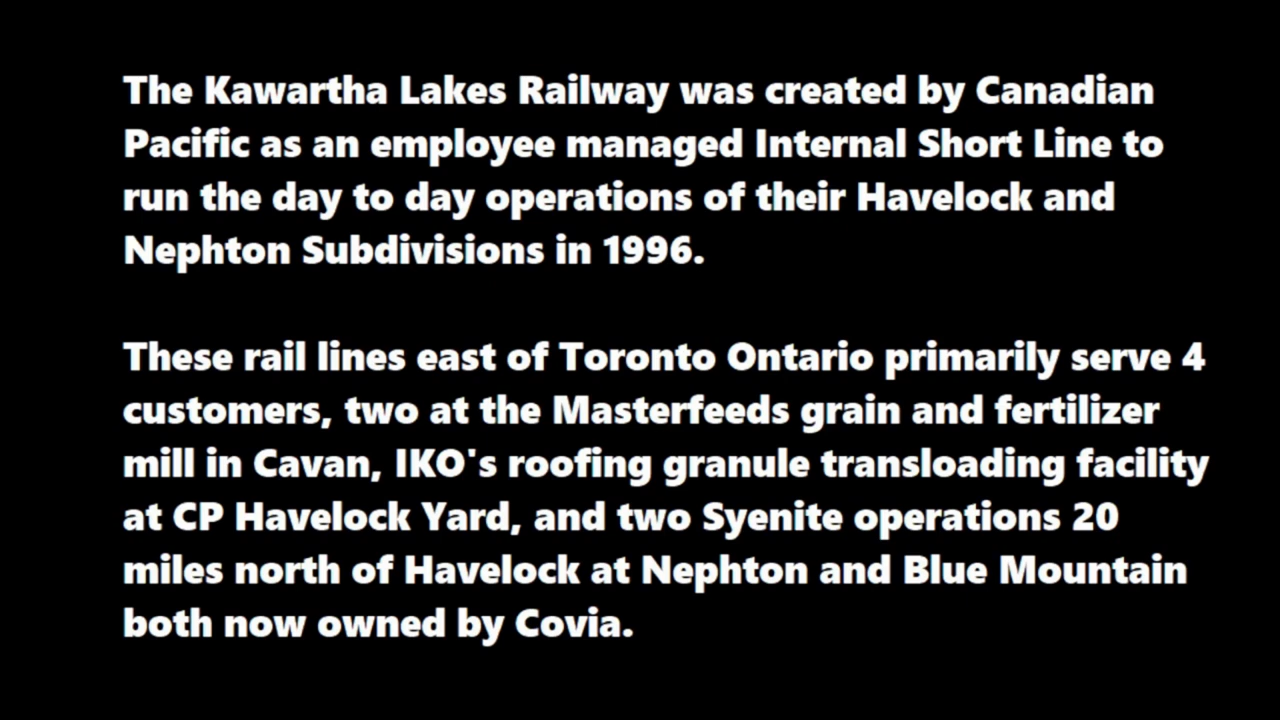 The Kawartha Lakes Railway was created by Canadian
Pacific as an employee managed Internal Short Line to
run the day to day operations of their Havelock and
Nephton Subdivisions in 1996.
These rail lines east of Toronto Ontario primarily serve 4
customers, two at the Masterfeeds grain and fertilizer
mill in Cavan, IKO's roofing granule transloading facility
at CP Havelock Yard, and two Syenite operations 20
miles north of Havelock at Nephton and Blue Mountain
both now owned by Covia.